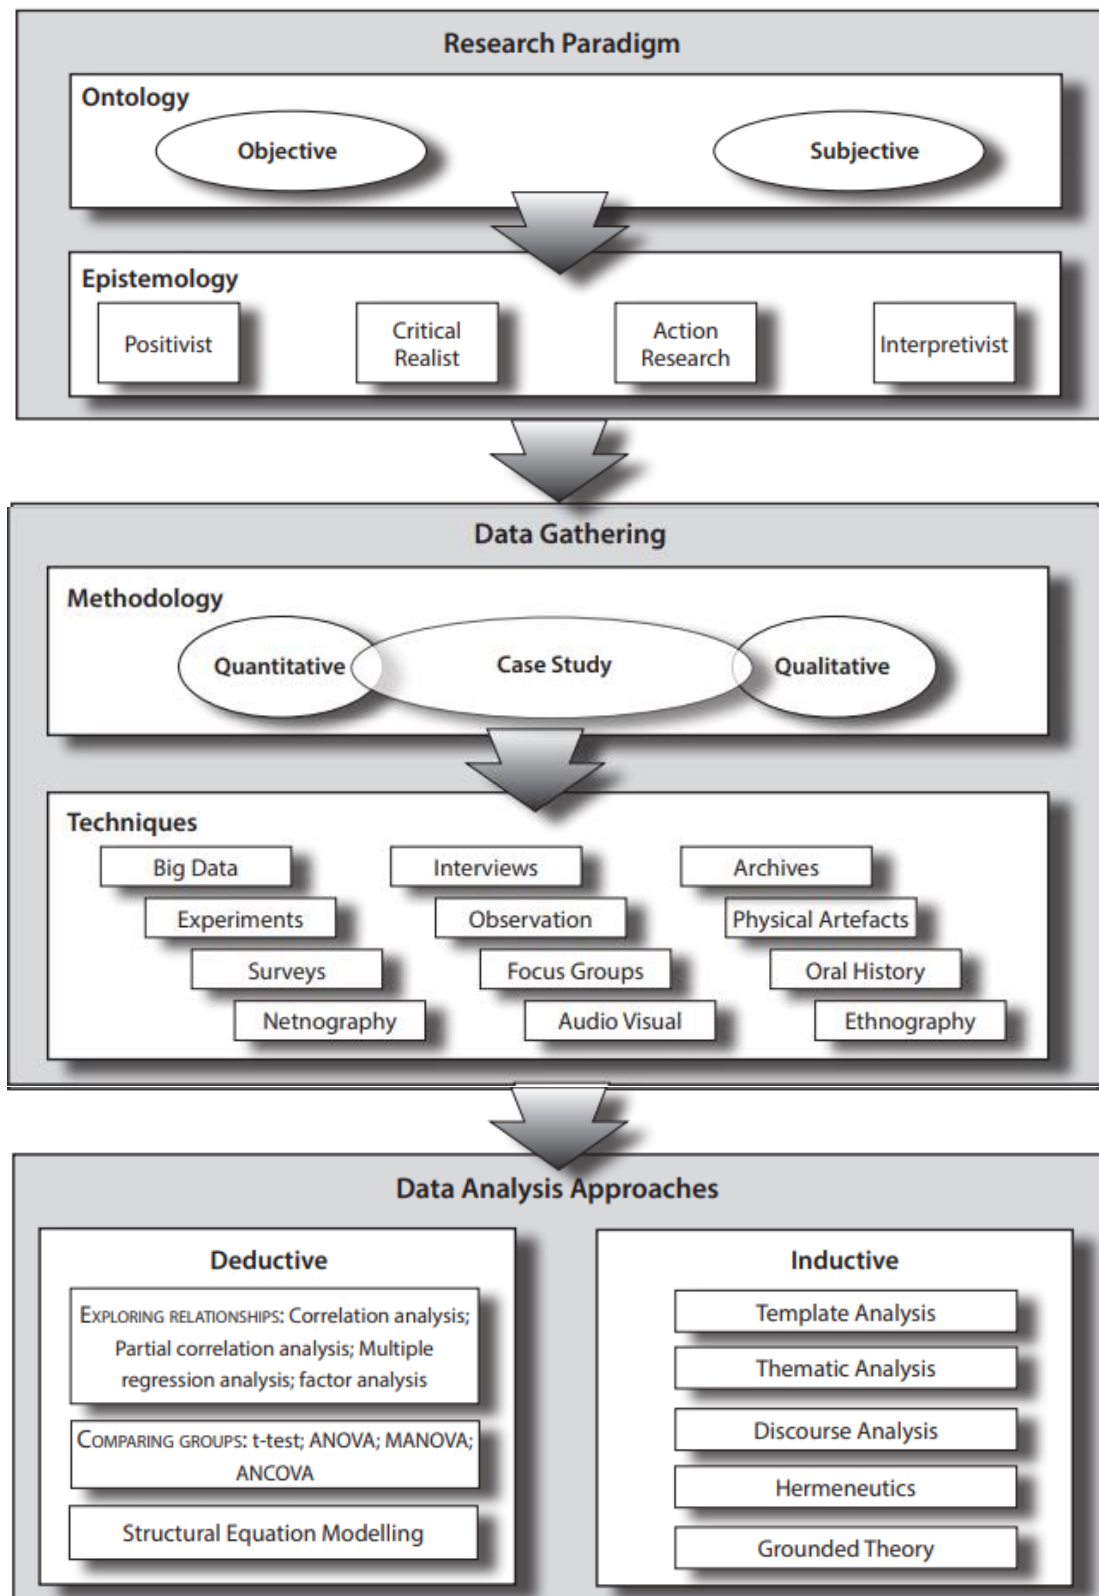 Research Paradigm
Ontology
Objective
Subjective
Epistemology
Positivist
Critical
Realist
Action
Research
Interpretivist
Data Gathering
Methodology
Quantitative
Case Study
Qualitative
Techniques
Big Data
Interviews
Archives
Experiments
Observation
Physical Artefacts
Surveys
Focus Groups
Oral History
Netnography
Audio Visual
Ethnography
Data Analysis Approaches
Deductive
EXPLORING RELATIONSHIPS: Correlation analysis;
Partial correlation analysis; Multiple
regression analysis; factor analysis
COMPARING GROUPS: t-test; ANOVA; MANOVA;
ANCOVA
Structural Equation Modelling
Inductive
Template Analysis
Thematic Analysis
Discourse Analysis
Hermeneutics
Grounded Theory